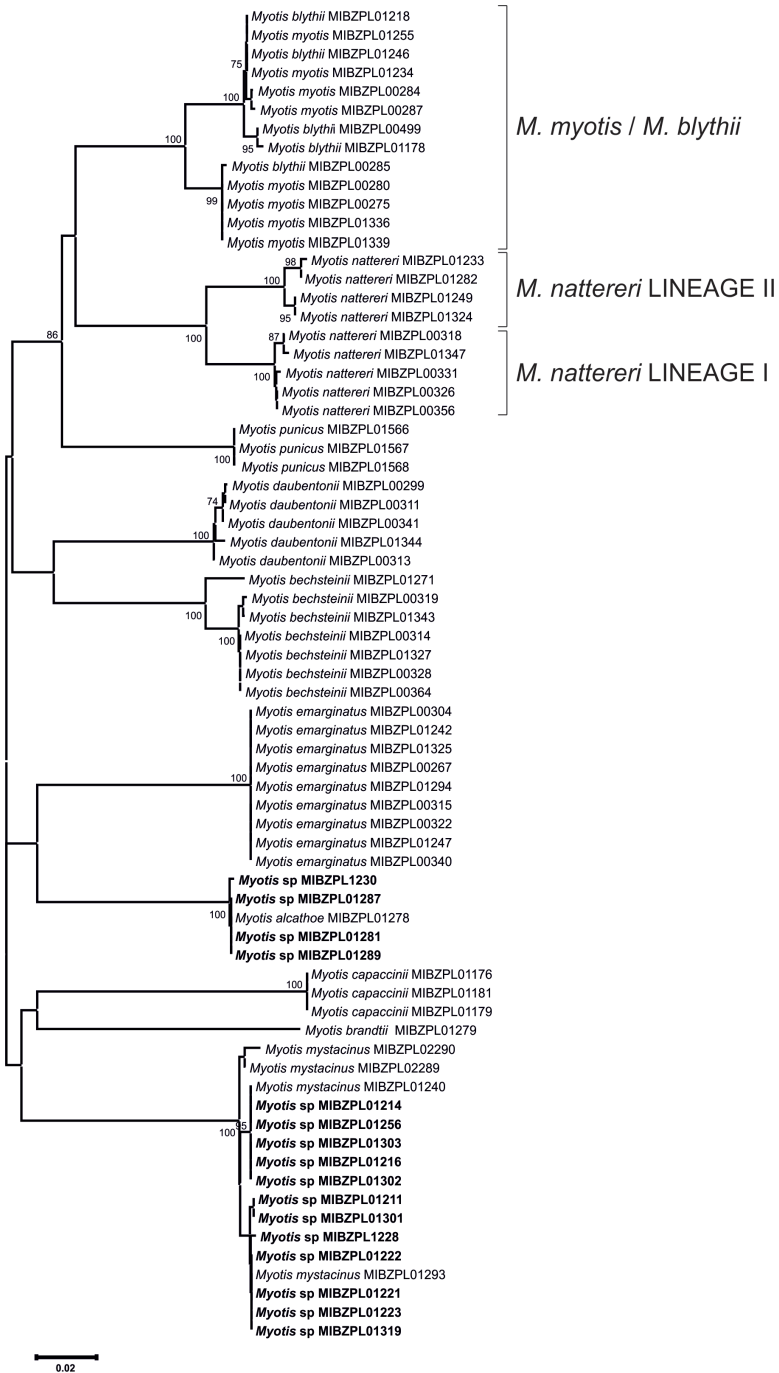 Myotis blythii MIBZPL01218
Myotis myotis MIBZPL01255
Myotis blythii MIBZPL01246
75
Myotis myotis MIBZPL01234
Myotis myotis MIBZPL00284
100
Myotis myotis MIBZPL00287
Myotis blythii MIBZPL00499
M. myotis / M. blythii
100
95
Myotis blythii MIBZPL01178
Myotis blythii MIBZPL00285
Myotis myotis MIBZPL00280
99
Myotis myotis MIBZPL00275
Myotis myotis MIBZPL01336
Myotis myotis MIBZPL01339
98
Myotis nattereri MIBZPL01233
100
Myotis nattereri MIBZPL01282
M. nattereri LINEAGE II
Myotis nattereri MIBZPL01249
95
Myotis nattereri MIBZPL01324
86
100
87
Myotis nattereri MIBZPL00318
Myotis nattereri MIBZPL01347
100
Myotis nattereri MIBZPL00331
M. nattereri LINEAGE I
Myotis nattereri MIBZPL00326
Myotis nattereri MIBZPL00356
Myotis punicus MIBZPL01566
Myotis punicus MIBZPL01567
100
Myotis punicus MIBZPL01568
Myotis daubentonii MIBZPL00299
74
Myotis daubentonii MIBZPL00311
Myotis daubentonii MIBZPL00341
100
Myotis daubentonii MIBZPL01344
Myotis daubentonii MIBZPL00313
Myotis bechsteinii MIBZPL01271
Myotis bechsteinii MIBZPL00319
100
Myotis bechsteinii MIBZPL01343
100
Myotis bechsteinii MIBZPL00314
Myotis bechsteinii MIBZPL01327
Myotis bechsteinii MIBZPL00328
Myotis bechsteinii MIBZPL00364
Myotis emarginatus MIBZPL00304
Myotis emarginatus MIBZPL01242
Myotis emarginatus MIBZPL01325
Myotis emarginatus MIBZPL00267
100
Myotis emarginatus MIBZPL01294
Myotis emarginatus MIBZPL00315
Myotis emarginatus MIBZPL00322
Myotis emarginatus MIBZPL01247
Myotis emarginatus MIBZPL00340
Myotis sp MIBZPL1230
Myotis sp MIBZPL01287
100
Myotis alcathoe MIBZPL01278
Myotis sp MIBZPL01281
Myotis sp MIBZPL01289
Myotis capaccinii MIBZPL01176
100
Myotis capaccinii MIBZPL01181
Myotis capaccinii MIBZPL01179
Myotis brandtii MIBZPL01279
Myotis mystacinus MIBZPL02290
Myotis mystacinus MIBZPL02289
Myotis mystacinus MIBZPL01240
Myotis sp MIBZPL01214
95
Myotis sp MIBZPL01256
100
Myotis sp MIBZPL01303
Myotis sp MIBZPL01216
Myotis sp MIBZPL01302
Myotis sp MIBZPL01211
Myotis sp MIBZPL01301
Myotis sp MIBZPL1228
Myotis sp MIBZPL01222
Myotis mystacinus MIBZPL01293
Myotis sp MIBZPL01221
Myotis sp MIBZPL01223
Myotis sp MIBZPL01319
0.02